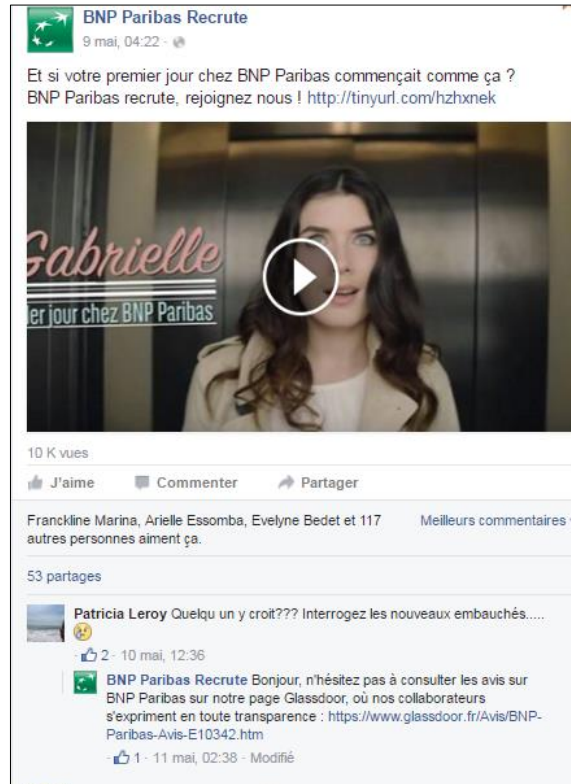 BNP Paribas Recrute
9 mai, 04:22 ·
Et si votre premier jour chez BNP Paribas commençait comme ça ?
BNP Paribas recrute, rejoignez nous ! http://tinyurl.com/hzhxnek
Gabrielle
ier jour chez BNP Paribas
10 K vues
J'aime Commenter Partager
Franckline Marina, Arielle Essomba, Evelyne Bedet et 117 Meilleurs commentaires
autres personnes aiment ça.
53 partages
Patricia Leroy Quelqu un y croit??? Interrogez les nouveaux embauchés.....
😢
· 2 · 10 mai, 12:36
BNP Paribas Recrute Bonjour, n'hésitez pas à consulter les avis sur
BNP Paribas sur notre page Glassdoor, où nos collaborateurs
s'expriment en toute transparence : https://www.glassdoor.fr/Avis/BNP-
Paribas-Avis-E10342.htm
· 1 · 11 mai, 02:38 · Modifié